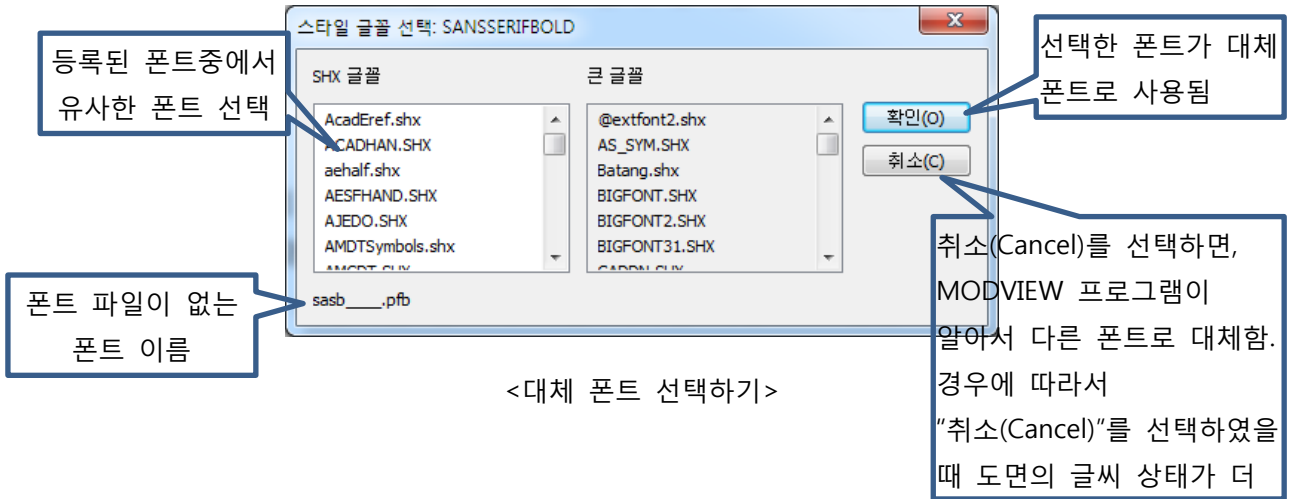 스타일 글꼴 선택: SANSSERIFBOLD
등록된 폰트중에서
유사한 폰트 선택
선택한 폰트가 대체
폰트로 사용됨
SHX 글꼴
큰 글꼴
AcadEref.shx
ACADHAN.SHX
aehalf.shx
AESFHAND.SHX
AJEDO.SHX
AMDTSymbols.shx
AMGDT.SHX
@extfont2.shx
AS_SYM.SHX
Batang.shx
BIGFONT.SHX
BIGFONT2.SHX
BIGFONT31.SHX
확인(O)
취소(C)
폰트 파일이 없는
폰트 이름
sasb____.pfb
취소(Cancel)를 선택하면,
MODVIEW 프로그램이
알아서 다른 폰트로 대체함.
경우에 따라서
"취소(Cancel)"를 선택하였을
때 도면의 글씨 상태가 더
<대체 폰트 선택하기>